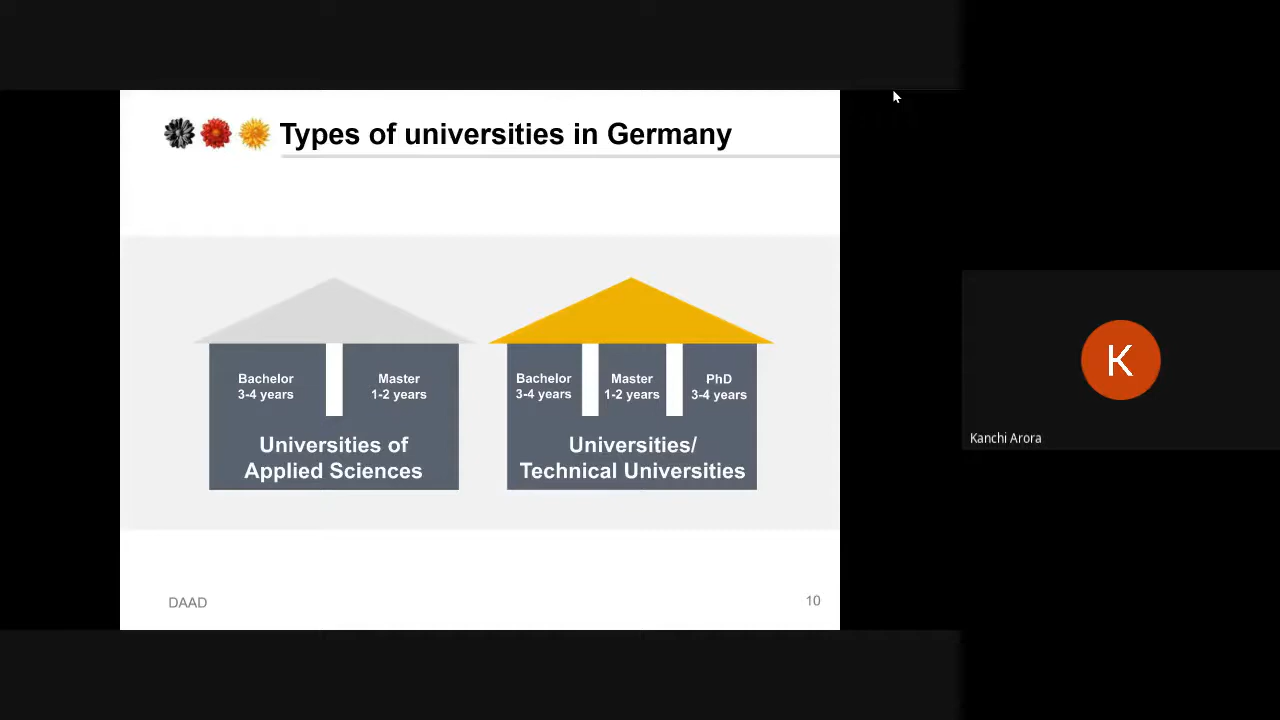 Types of universities in Germany
Bachelor
3-4 years
Master
1-2 years
Universities of
Applied Sciences
Bachelor
3-4 years
Master
1-2 years
PhD
3-4 years
Universities/
Technical Universities
DAAD
10
K
Kanchi Arora